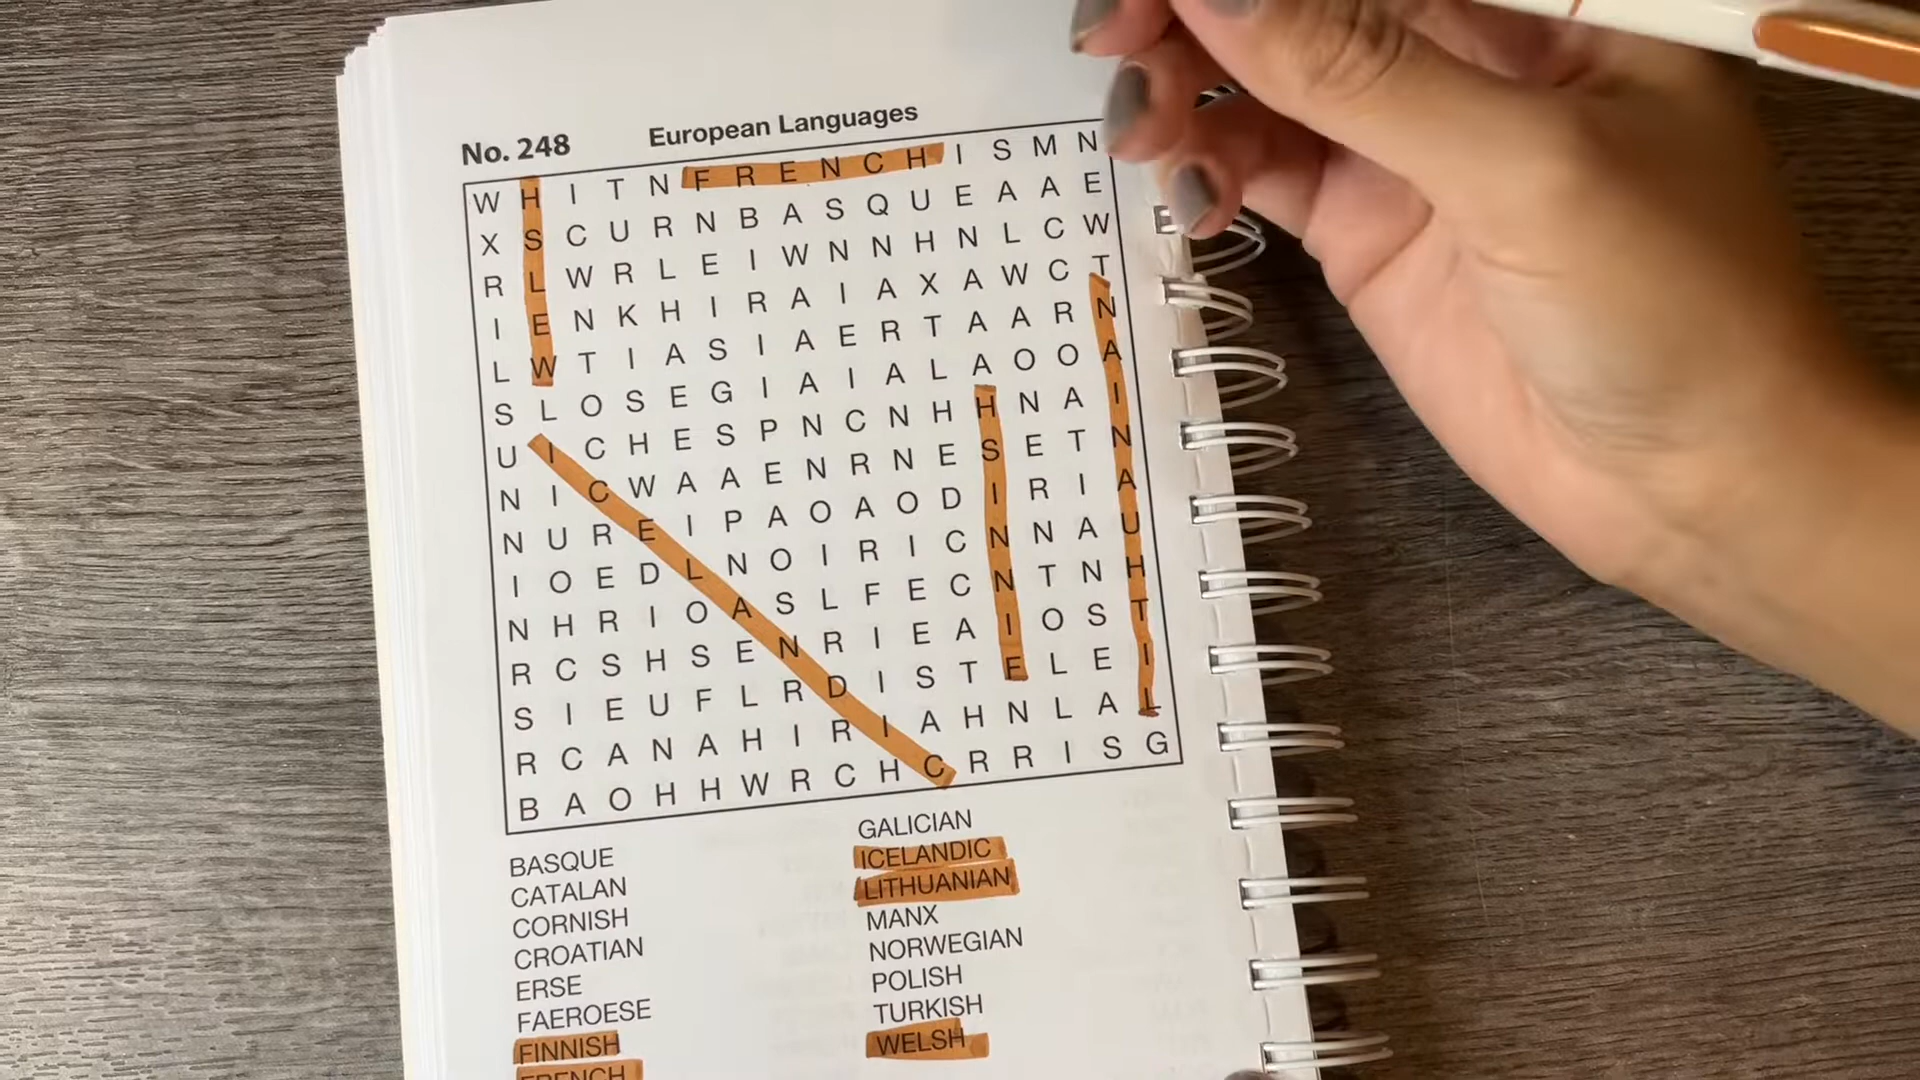 No. 248 European Languages
W H I T N F R E N C H I S M N
X S C U R N B A S Q U E A A E
R L W R L E I W N N H N L C W
I E N K H I R A I A X A W C T
L W T I A S I A E R T A A R N
S L O S E G I A I A L A O O A
U I C H E S P N C N H H N A I
N I C W A A E N R N E S E T N
N U R E I P A O A O D I R I A
I O E D L N O I R I C N N A U
N H R I O A S L F E C N T N H
R C S H S E N R I E A I O S T
S I E U F L R D I S T F L E I
R C A N A H I R I A H N L A L
B A O H H W R C H C R R I S G
BASQUE
CATALAN
CORNISH
CROATIAN
ERSE
FAEROESE
FINNISH
FRENCH
GALICIAN
ICELANDIC
LITHUANIAN
MANX
NORWEGIAN
POLISH
TURKISH
WELSH